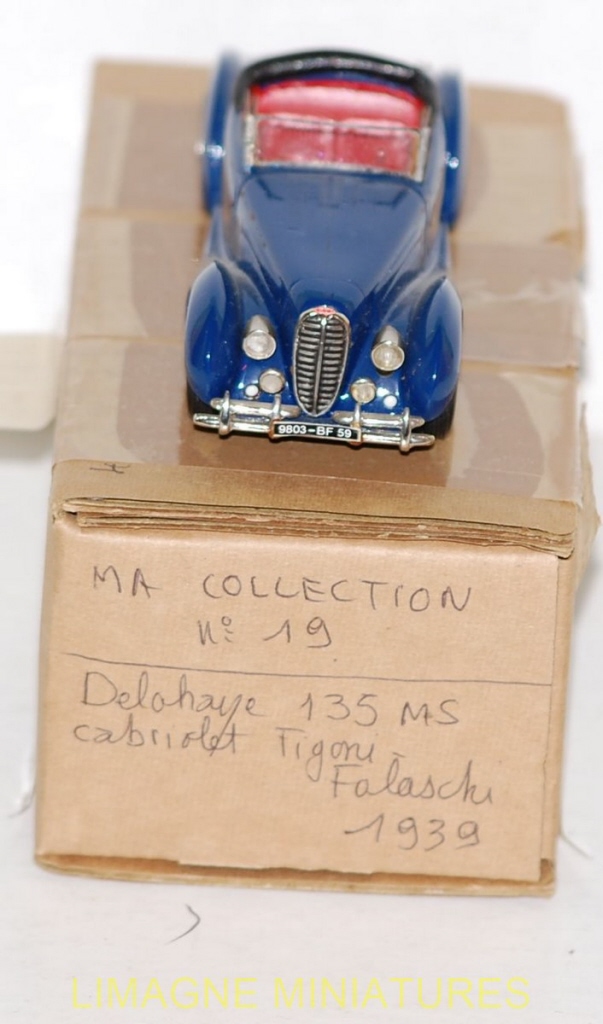 9803-BF 59
MA COLLECTION
N° 19
Delahaye 135 MS
cabriolet Figoni -
Falaschi
1939
LIMAGNE MINIATURES